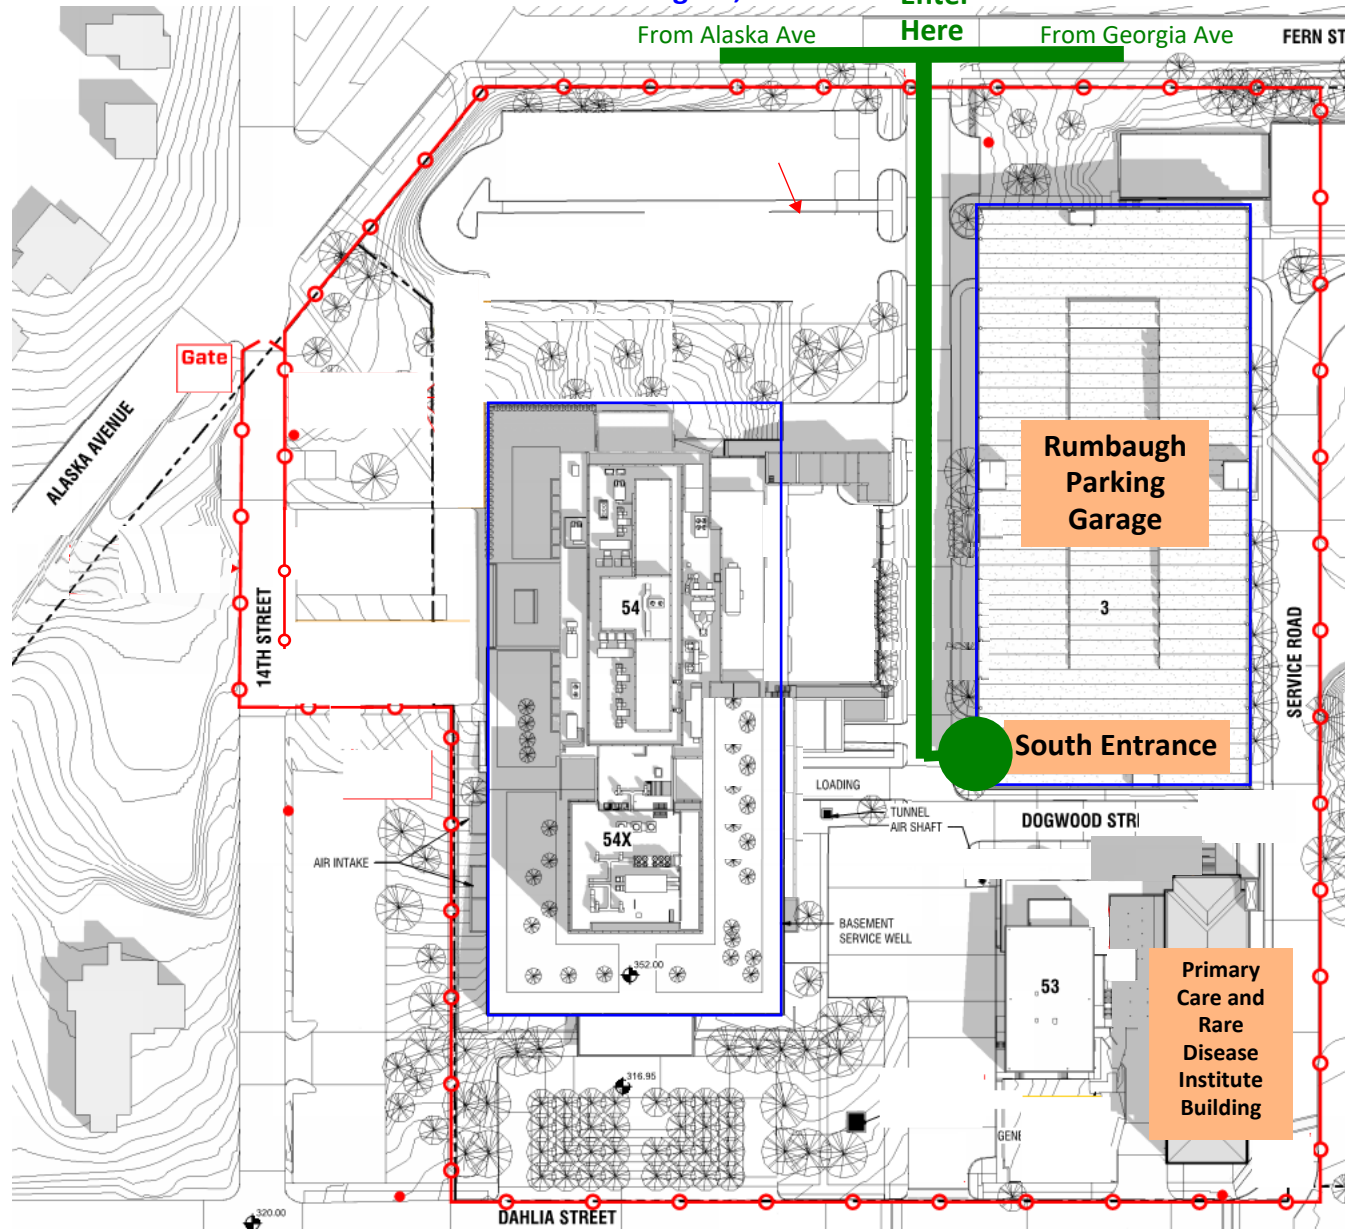 Enter
From Alaska Ave
Here
From Georgia Ave
FERN ST
Gate
ALASKA AVENUE
Rumbaugh
Parking
Garage
54
3
14TH STREET
SERVICE ROAD
South Entrance
LOADING
TUNNEL
AIR SHAFT
DOGWOOD STR
54X
AIR INTAKE
BASEMENT
SERVICE WELL
352.00
53
Primary
Care and
Rare
Disease
Institute
Building
316.95
GENE
320.00
DAHLIA STREET